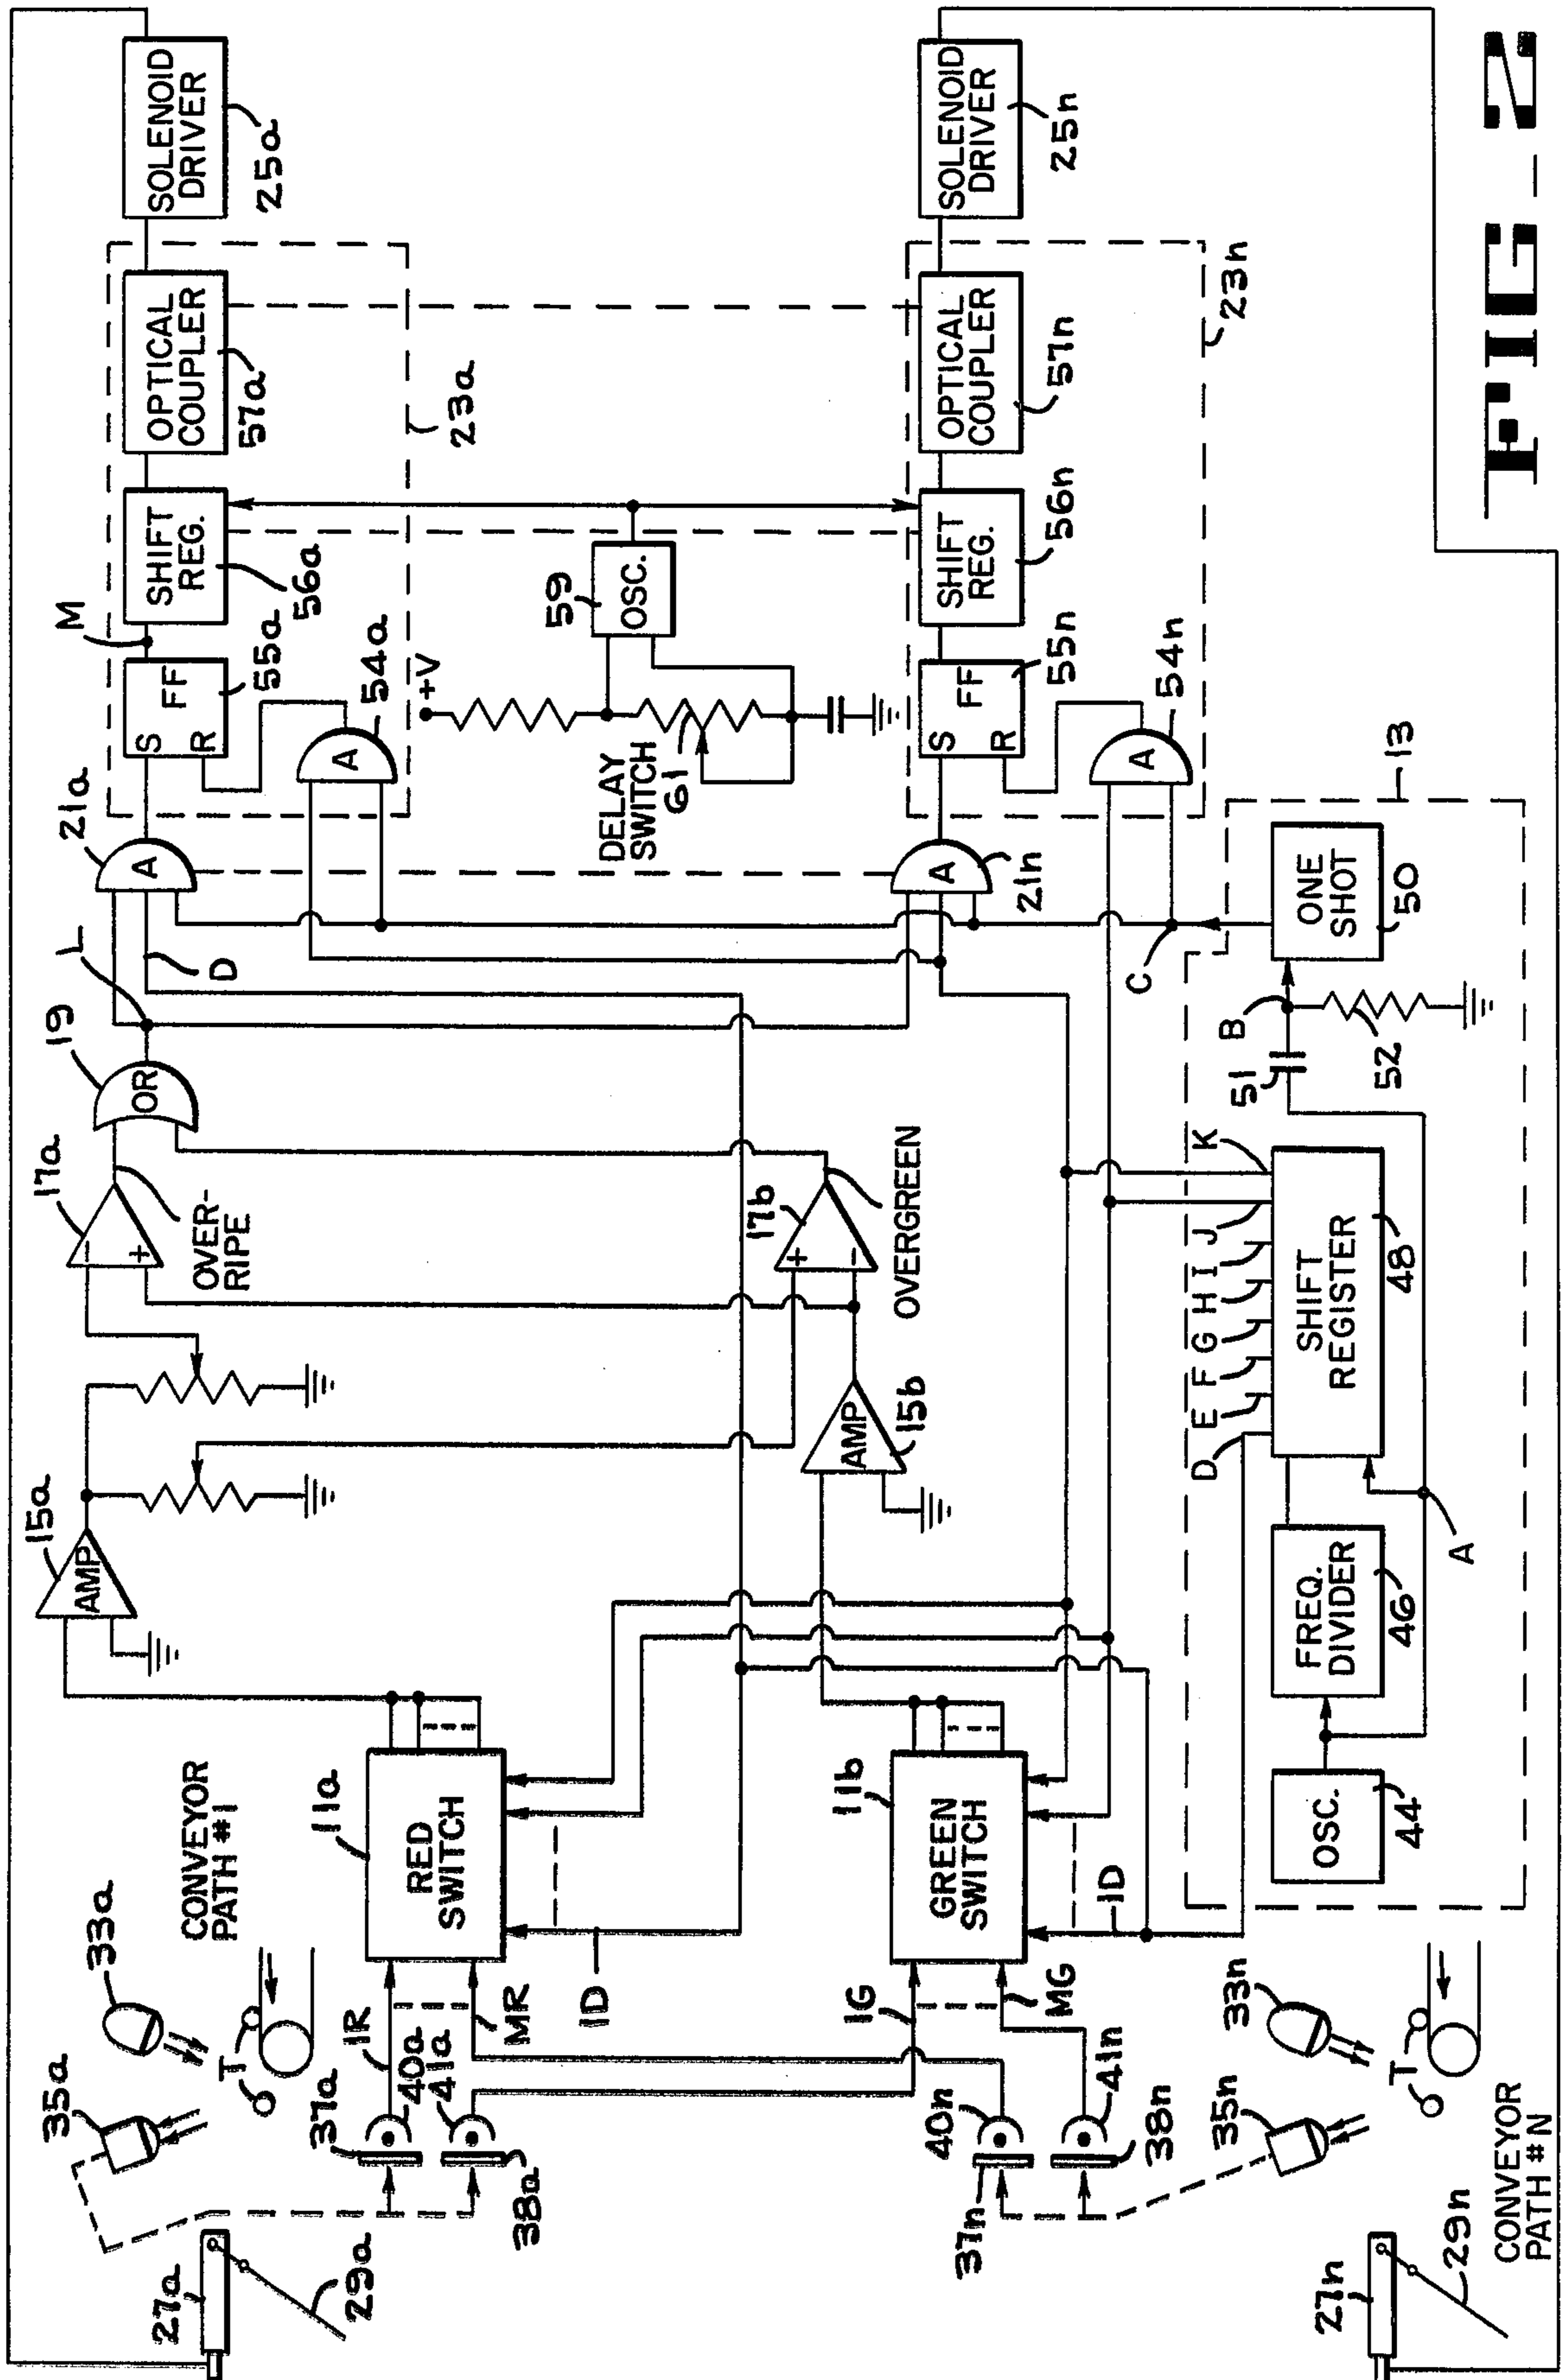 SOLENOID
DRIVER
25a
OPTICAL
COUPLER
57a
23a
SHIFT
REG.
56a
M
FF
S
R
55a
A
54a
21a
A
L
D
19
OR
17a
-
+
OVER-
RIPE
15a
AMP
+V
DELAY
SWITCH
61
59
OSC.
SOLENOID
DRIVER
25n
OPTICAL
COUPLER
57n
23n
SHIFT
REG.
56n
FF
S
R
55n
A
54n
A
21n
17b
+
-
OVERGREEN
AMP
15b
CONVEYOR
PATH #1
33a
35a
T
27a
29a
37a
40a
41a
38a
1R
MR
1D
11a
RED
SWITCH
11b
GREEN
SWITCH
1G
MG
1D
40n
41n
37n
38n
35n
33n
T
27n
29n
CONVEYOR
PATH #N
13
ONE
SHOT
50
C
B
51
52
K
J
I
H
G
F
E
D
SHIFT
REGISTER
48
FREQ.
DIVIDER
46
A
OSC.
44
FIG_2